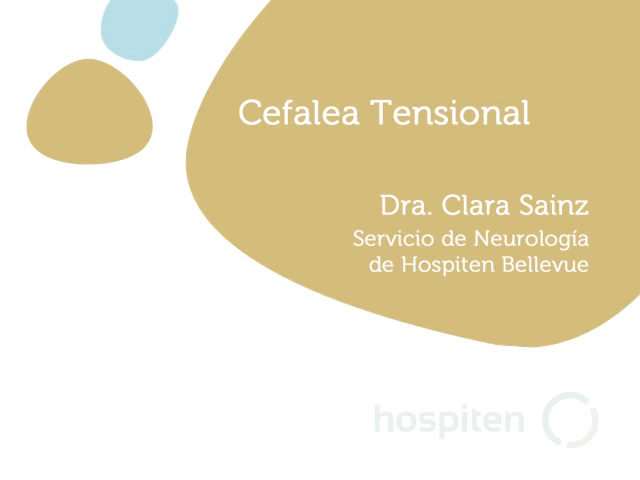 Cefalea Tensional
Dra. Clara Sainz
Servicio de Neurología
de Hospiten Bellevue
hospiten